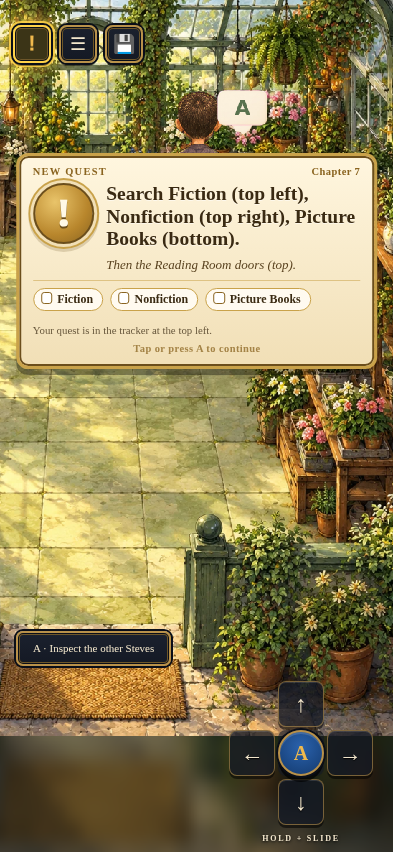 !
☰
A
NEW QUEST
Chapter 7
!
Search Fiction (top left),
Nonfiction (top right), Picture
Books (bottom).
Then the Reading Room doors (top).
Fiction
Nonfiction
Picture Books
Your quest is in the tracker at the top left.
Tap or press A to continue
A · Inspect the other Steves
↑
← A →
↓
HOLD + SLIDE